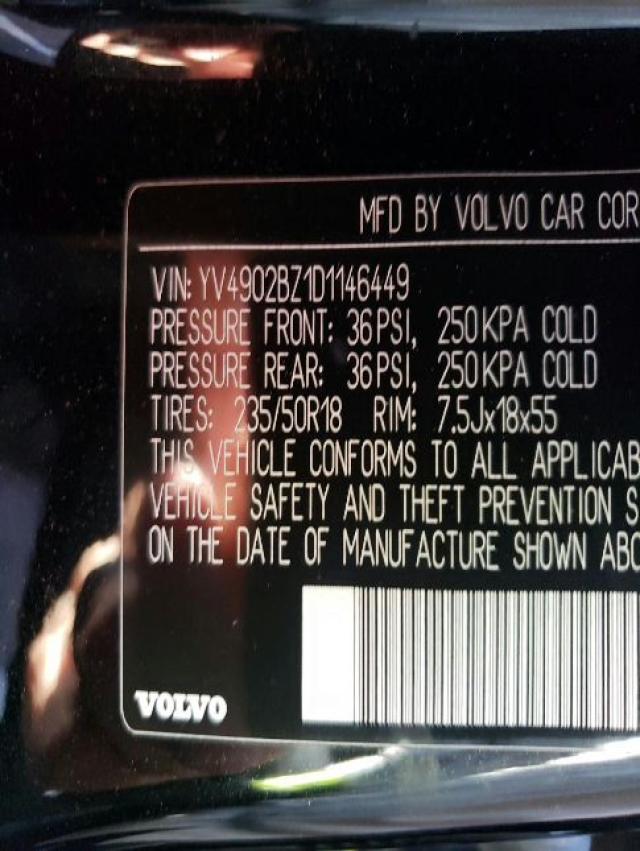 MFD BY VOLVO CAR COR
VIN: YV4902BZ1D1146449
PRESSURE FRONT: 36PSI, 250KPA COLD
PRESSURE REAR: 36PSI, 250KPA COLD
TIRES: 235/50R18 RIM: 7.5Jx18x55
THIS VEHICLE CONFORMS TO ALL APPLICAB
VEHICLE SAFETY AND THEFT PREVENTION S
ON THE DATE OF MANUFACTURE SHOWN ABO
VOLVO